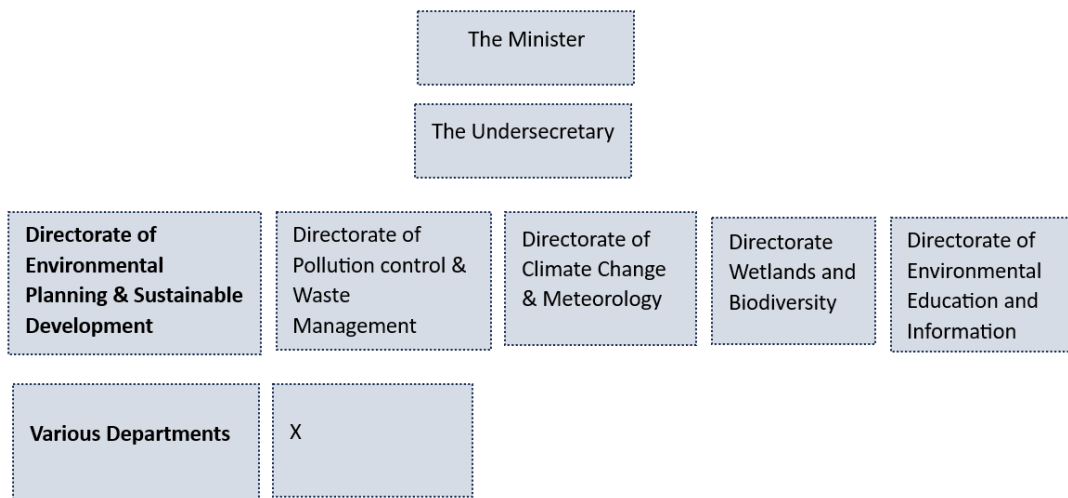 The Minister
The Undersecretary
Directorate of
Environmental
Planning & Sustainable
Development
Directorate of
Pollution control &
Waste
Management
Directorate of
Climate Change
& Meteorology
Directorate
Wetlands and
Biodiversity
Directorate of
Environmental
Education and
Information
Various Departments
X